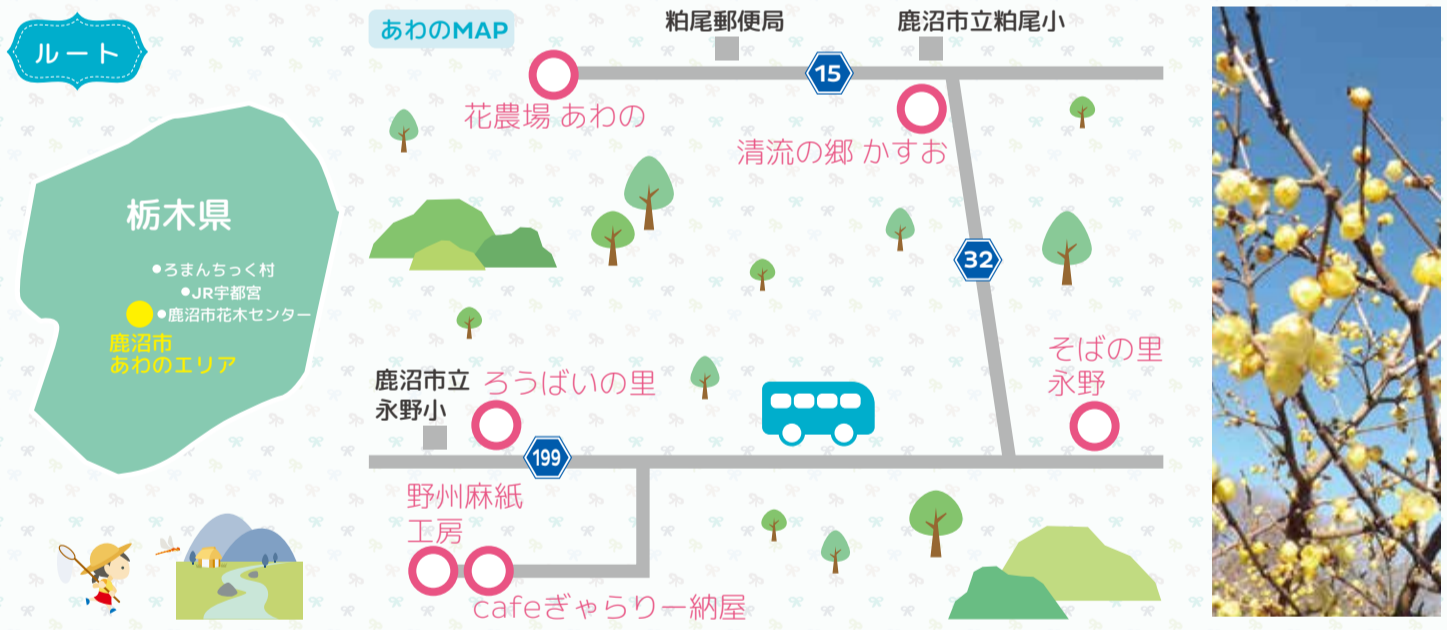 ルート
栃木県
ろまんちっく村
JR宇都宮
鹿沼市花木センター
鹿沼市
あわのエリア
あわのMAP
粕尾郵便局
鹿沼市立粕尾小
15
花農場 あわの
清流の郷 かすお
32
そばの里
永野
鹿沼市立
永野小
ろうばいの里
199
野州麻紙
工房
cafeぎゃらりー納屋